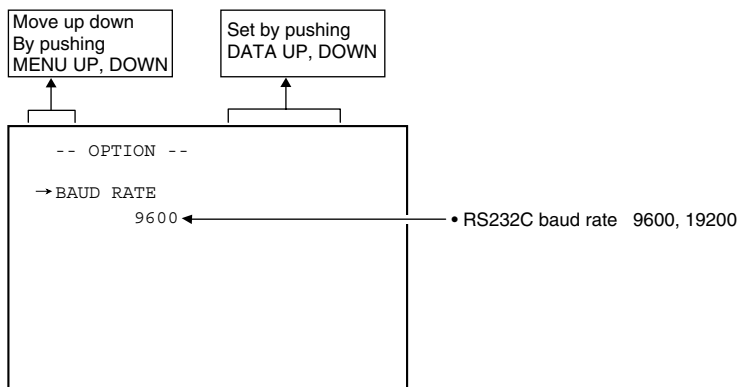 Move up down
By pushing
MENU UP, DOWN
Set by pushing
DATA UP, DOWN
-- OPTION --
→BAUD RATE
9600
• RS232C baud rate 9600, 19200